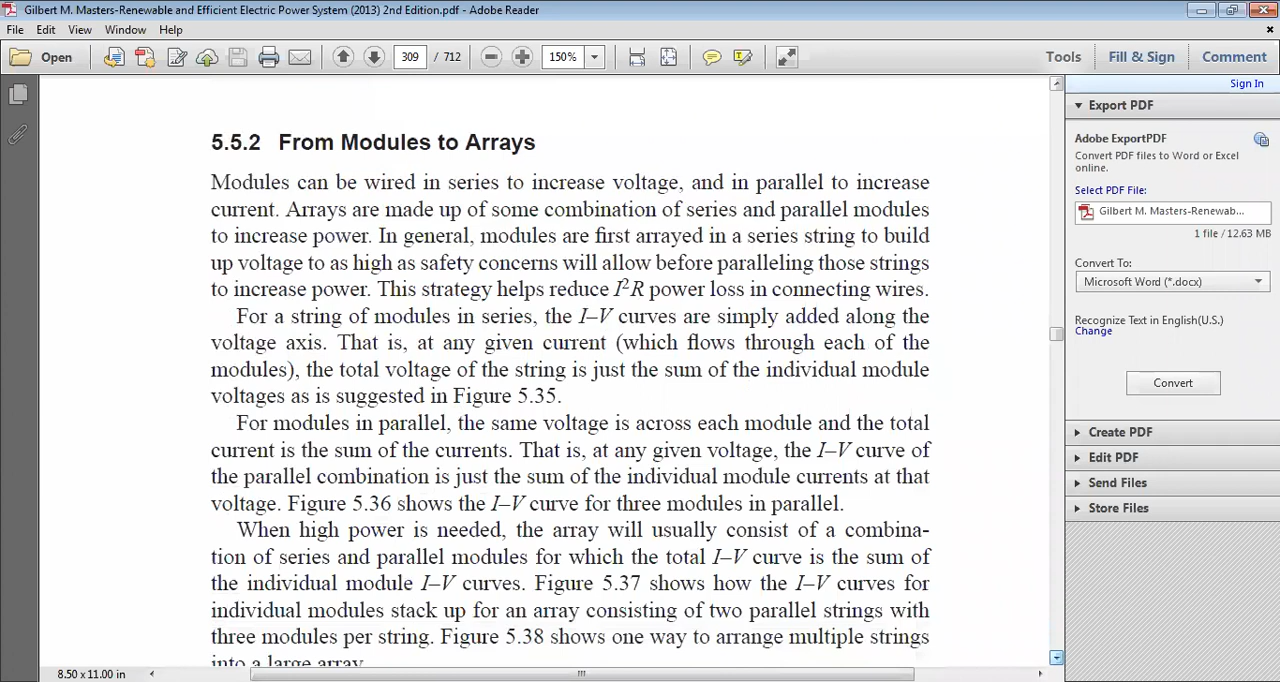 Gilbert M. Masters-Renewable and Efficient Electric Power System (2013) 2nd Edition.pdf - Adobe Reader
File Edit View Window Help
Open 309 / 712 150% Tools Fill & Sign Comment
Sign In
Export PDF
Adobe ExportPDF
Convert PDF files to Word or Excel
online.
Select PDF File:
Gilbert M. Masters-Renewab...
1 file / 12.63 MB
Convert To:
Microsoft Word (*.docx)
Recognize Text in English(U.S.)
Change
Convert
Create PDF
Edit PDF
Send Files
Store Files
5.5.2 From Modules to Arrays
Modules can be wired in series to increase voltage, and in parallel to increase
current. Arrays are made up of some combination of series and parallel modules
to increase power. In general, modules are first arrayed in a series string to build
up voltage to as high as safety concerns will allow before paralleling those strings
to increase power. This strategy helps reduce I²R power loss in connecting wires.
For a string of modules in series, the I–V curves are simply added along the
voltage axis. That is, at any given current (which flows through each of the
modules), the total voltage of the string is just the sum of the individual module
voltages as is suggested in Figure 5.35.
For modules in parallel, the same voltage is across each module and the total
current is the sum of the currents. That is, at any given voltage, the I–V curve of
the parallel combination is just the sum of the individual module currents at that
voltage. Figure 5.36 shows the I–V curve for three modules in parallel.
When high power is needed, the array will usually consist of a combina-
tion of series and parallel modules for which the total I–V curve is the sum of
the individual module I–V curves. Figure 5.37 shows how the I–V curves for
individual modules stack up for an array consisting of two parallel strings with
three modules per string. Figure 5.38 shows one way to arrange multiple strings
into a large array.
8.50 x 11.00 in